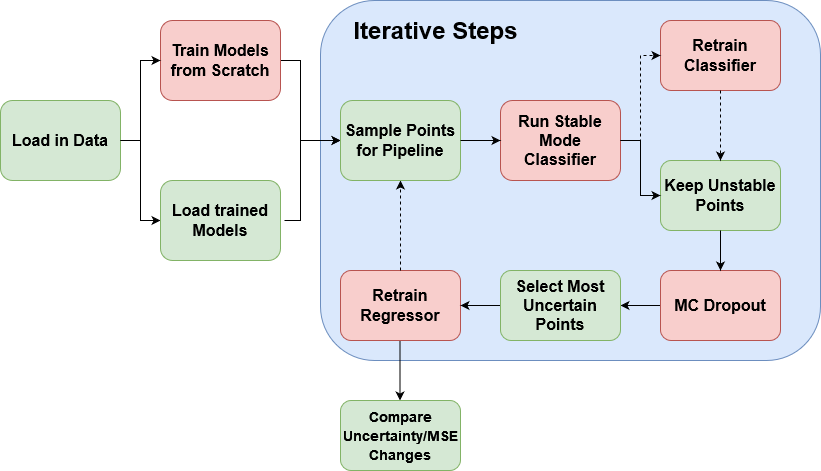 Iterative Steps
Train Models
from Scratch
Retrain
Classifier
Load in Data
Sample Points
for Pipeline
Run Stable
Mode
Classifier
Load trained
Models
Keep Unstable
Points
Retrain
Regressor
Select Most
Uncertain
Points
MC Dropout
Compare
Uncertainty/MSE
Changes